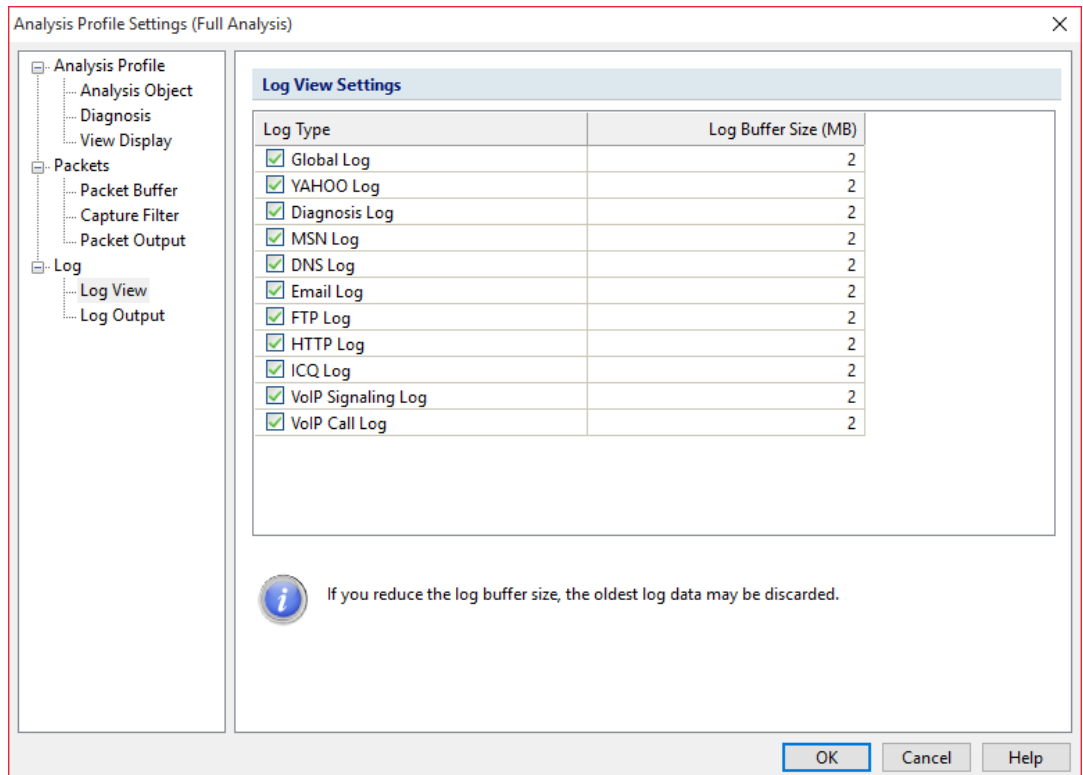 Analysis Profile Settings (Full Analysis)
Analysis Profile
Analysis Object
Diagnosis
View Display
Packets
Packet Buffer
Capture Filter
Packet Output
Log
Log View
Log Output
Log View Settings
Log Type Log Buffer Size (MB)
Global Log 2
YAHOO Log 2
Diagnosis Log 2
MSN Log 2
DNS Log 2
Email Log 2
FTP Log 2
HTTP Log 2
ICQ Log 2
VoIP Signaling Log 2
VoIP Call Log 2
If you reduce the log buffer size, the oldest log data may be discarded.
OK Cancel Help